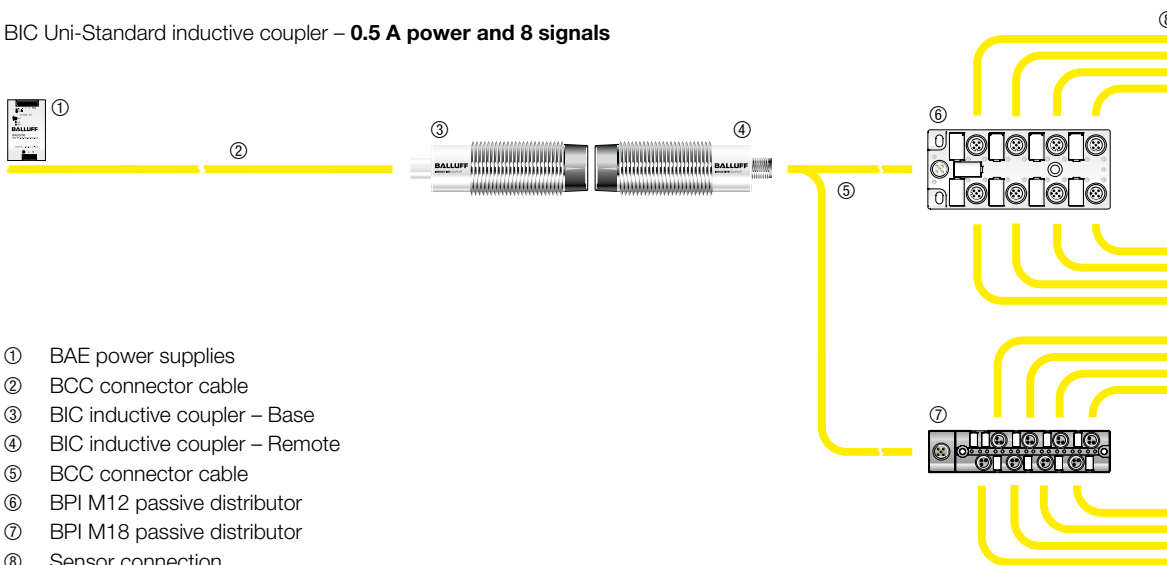 BIC Uni-Standard inductive coupler – 0.5 A power and 8 signals
⑧
①
BALLUFF
②
③
④
BALLUFF
BALLUFF
⑤
⑥
⑦
① BAE power supplies
② BCC connector cable
③ BIC inductive coupler – Base
④ BIC inductive coupler – Remote
⑤ BCC connector cable
⑥ BPI M12 passive distributor
⑦ BPI M18 passive distributor
⑧ Sensor connection